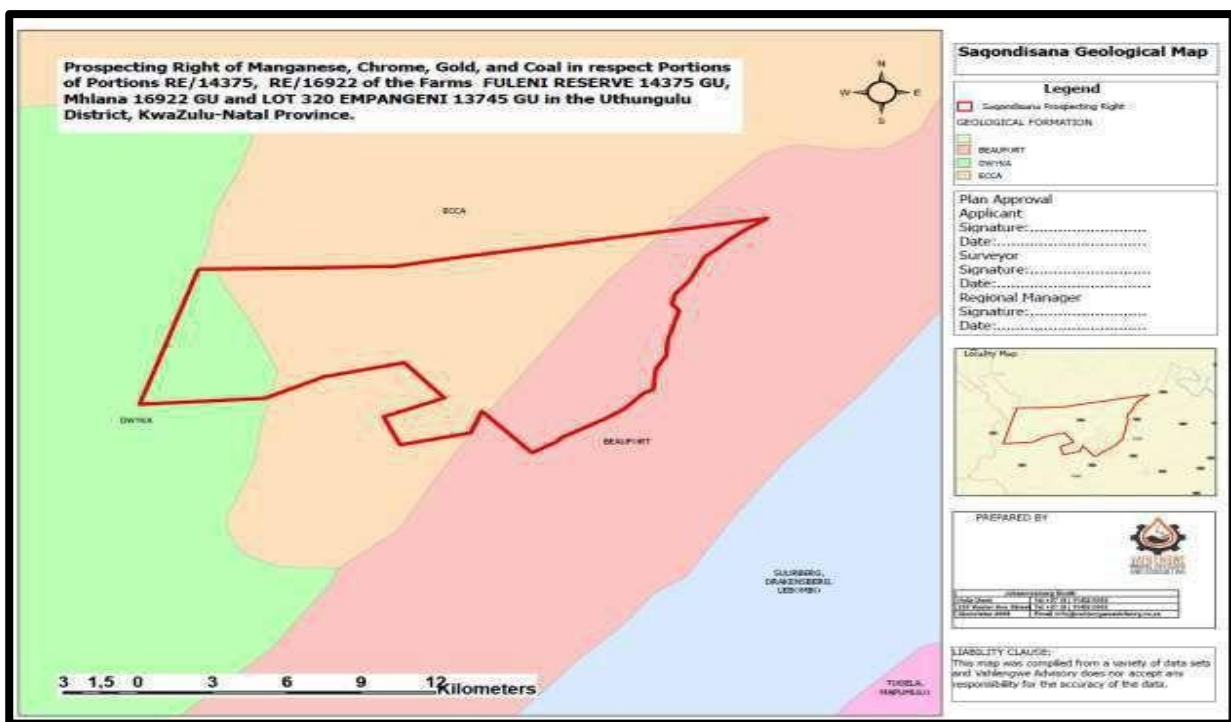 Prospecting Right of Manganese, Chrome, Gold, and Coal in respect Portions
of Portions RE/14375, RE/16922 of the Farms FULENI RESERVE 14375 GU,
Mhlana 16922 GU and LOT 320 EMPANGENI 13745 GU in the Uthungulu
District, KwaZulu-Natal Province.
N
W E
S
ECCA
DWYKA
BEAUFORT
SUURBERG,
DRAKENSBERG,
TUGELA,
MAPUMULO
3 1,5 0 3 6 9 12
Kilometers
Saqondisana Geological Map
Legend
Saqondisana Prospecting Right
GEOLOGICAL FORMATION
BEAUFORT
DWYKA
ECCA
Plan Approval
Applicant
Signature:..............................
Date:......................................
Surveyor
Signature:..............................
Date:......................................
Regional Manager
Signature:..............................
Date:......................................
Locality Map
PREPARED BY
LIABILITY CLAUSE:
This map was compiled from a variety of data sets
and Vahlengwe Advisory does not accept any
responsibility for the accuracy of the data.